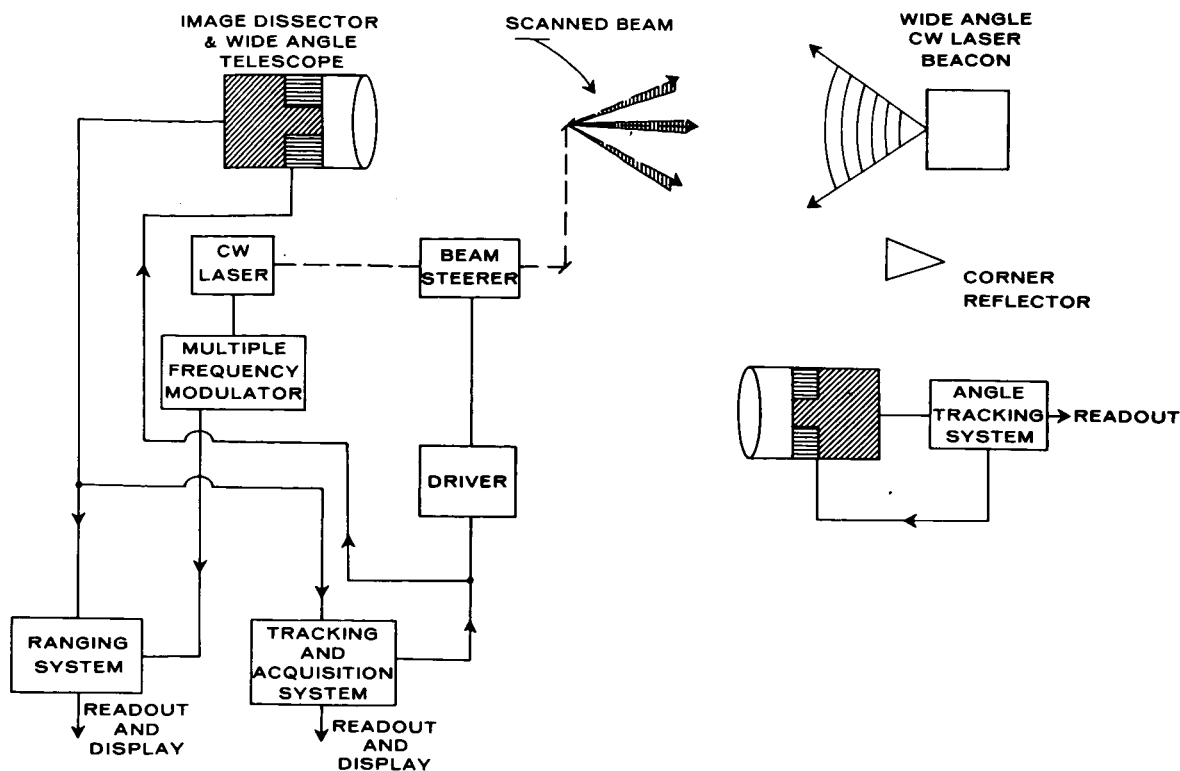 IMAGE DISSECTOR
& WIDE ANGLE
TELESCOPE
SCANNED BEAM
WIDE ANGLE
CW LASER
BEACON
CW
LASER
BEAM
STEERER
CORNER
REFLECTOR
MULTIPLE
FREQUENCY
MODULATOR
ANGLE
TRACKING
SYSTEM
READOUT
DRIVER
RANGING
SYSTEM
TRACKING
AND
ACQUISITION
SYSTEM
READOUT
AND
DISPLAY
READOUT
AND
DISPLAY